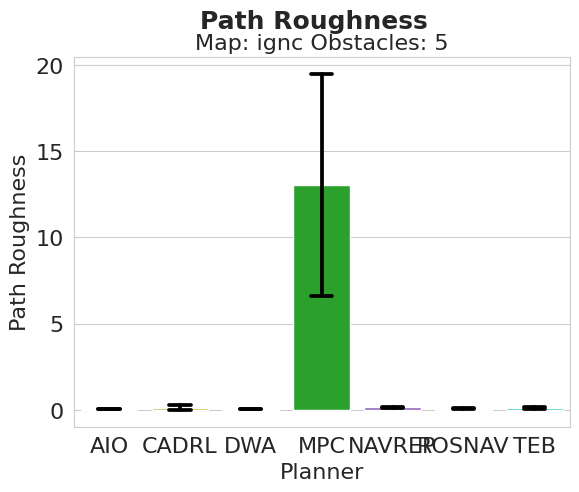 Path Roughness
Map: ignc Obstacles: 5
Path Roughness
20
15
10
5
0
AIO CADRL DWA MPC NAVREP ROSNAV TEB
Planner